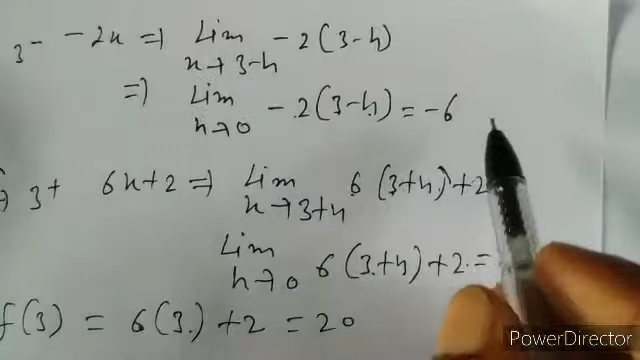 3⁻ -2x => Lim -2(3-h)
x→3-h
=> Lim -2(3-h) = -6
h→0
3⁺ 6x+2 => Lim 6(3+h)+2
x→3+h
Lim 6(3+h)+2 =
h→0
f(3) = 6(3)+2 = 20
PowerDirector